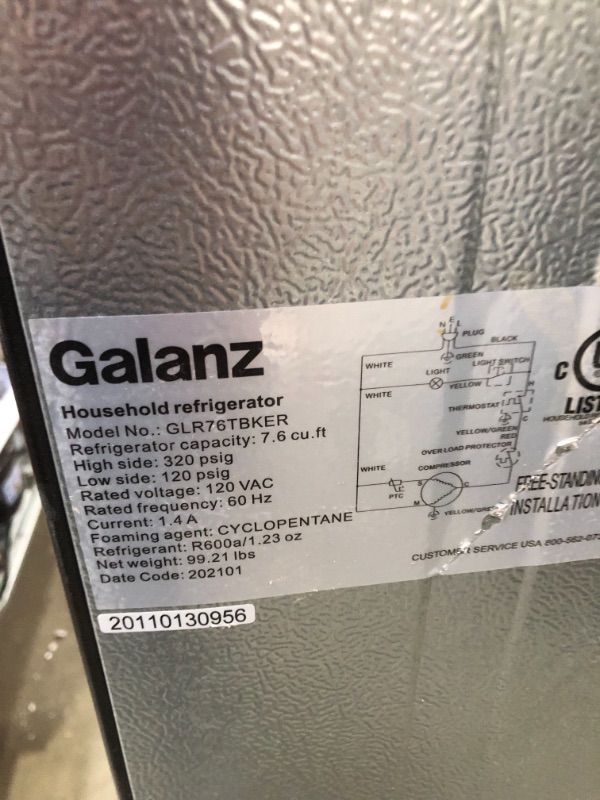 Galanz
Household refrigerator
Model No.: GLR76TBKER
Refrigerator capacity: 7.6 cu.ft
High side: 320 psig
Low side: 120 psig
Rated voltage: 120 VAC
Rated frequency: 60 Hz
Current: 1.4 A
Foaming agent: CYCLOPENTANE
Refrigerant: R600a/1.23 oz
Net weight: 99.21 lbs
Date Code: 202101
20110130956
N E L
PLUG
BLACK
GREEN
WHITE
LIGHT
LIGHT SWITCH
YELLOW
WHITE
H
THERMOSTAT
C
YELLOW/GREEN
RED
OVER LOAD PROTECTOR
WHITE
COMPRESSOR
PTC
S
C
M
C
LIST
FREE-STANDIN
INSTALLATION
CUSTOMER SERVICE USA